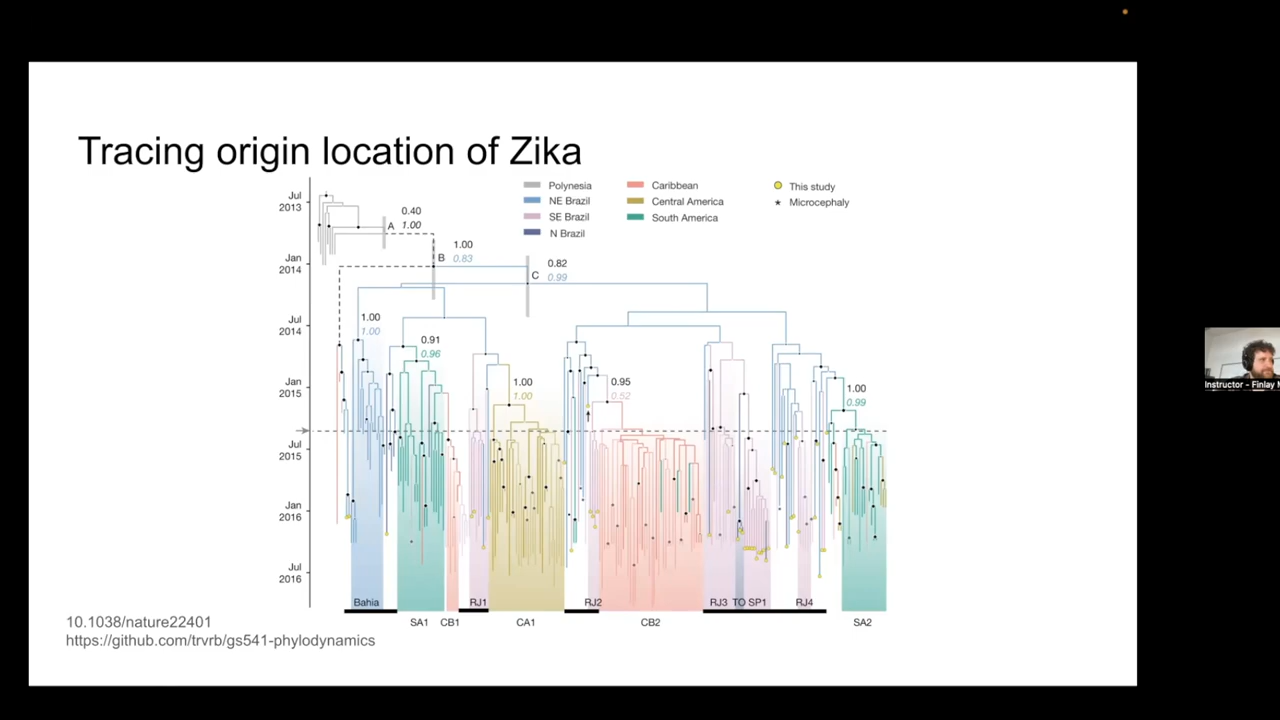 Tracing origin location of Zika
Jul
2013
Jan
2014
Jul
2014
Jan
2015
Jul
2015
Jan
2016
Jul
2016
Polynesia
NE Brazil
SE Brazil
N Brazil
Caribbean
Central America
South America
This study
Microcephaly
0.40
A 1.00
1.00
B 0.83
0.82
C 0.99
1.00
1.00
0.91
0.96
1.00
1.00
0.95
0.52
1.00
0.99
Bahia
RJ1
RJ2
RJ3 TO SP1
RJ4
SA1 CB1
CA1
CB2
SA2
10.1038/nature22401
https://github.com/trvrb/gs541-phylodynamics
Instructor - Finlay